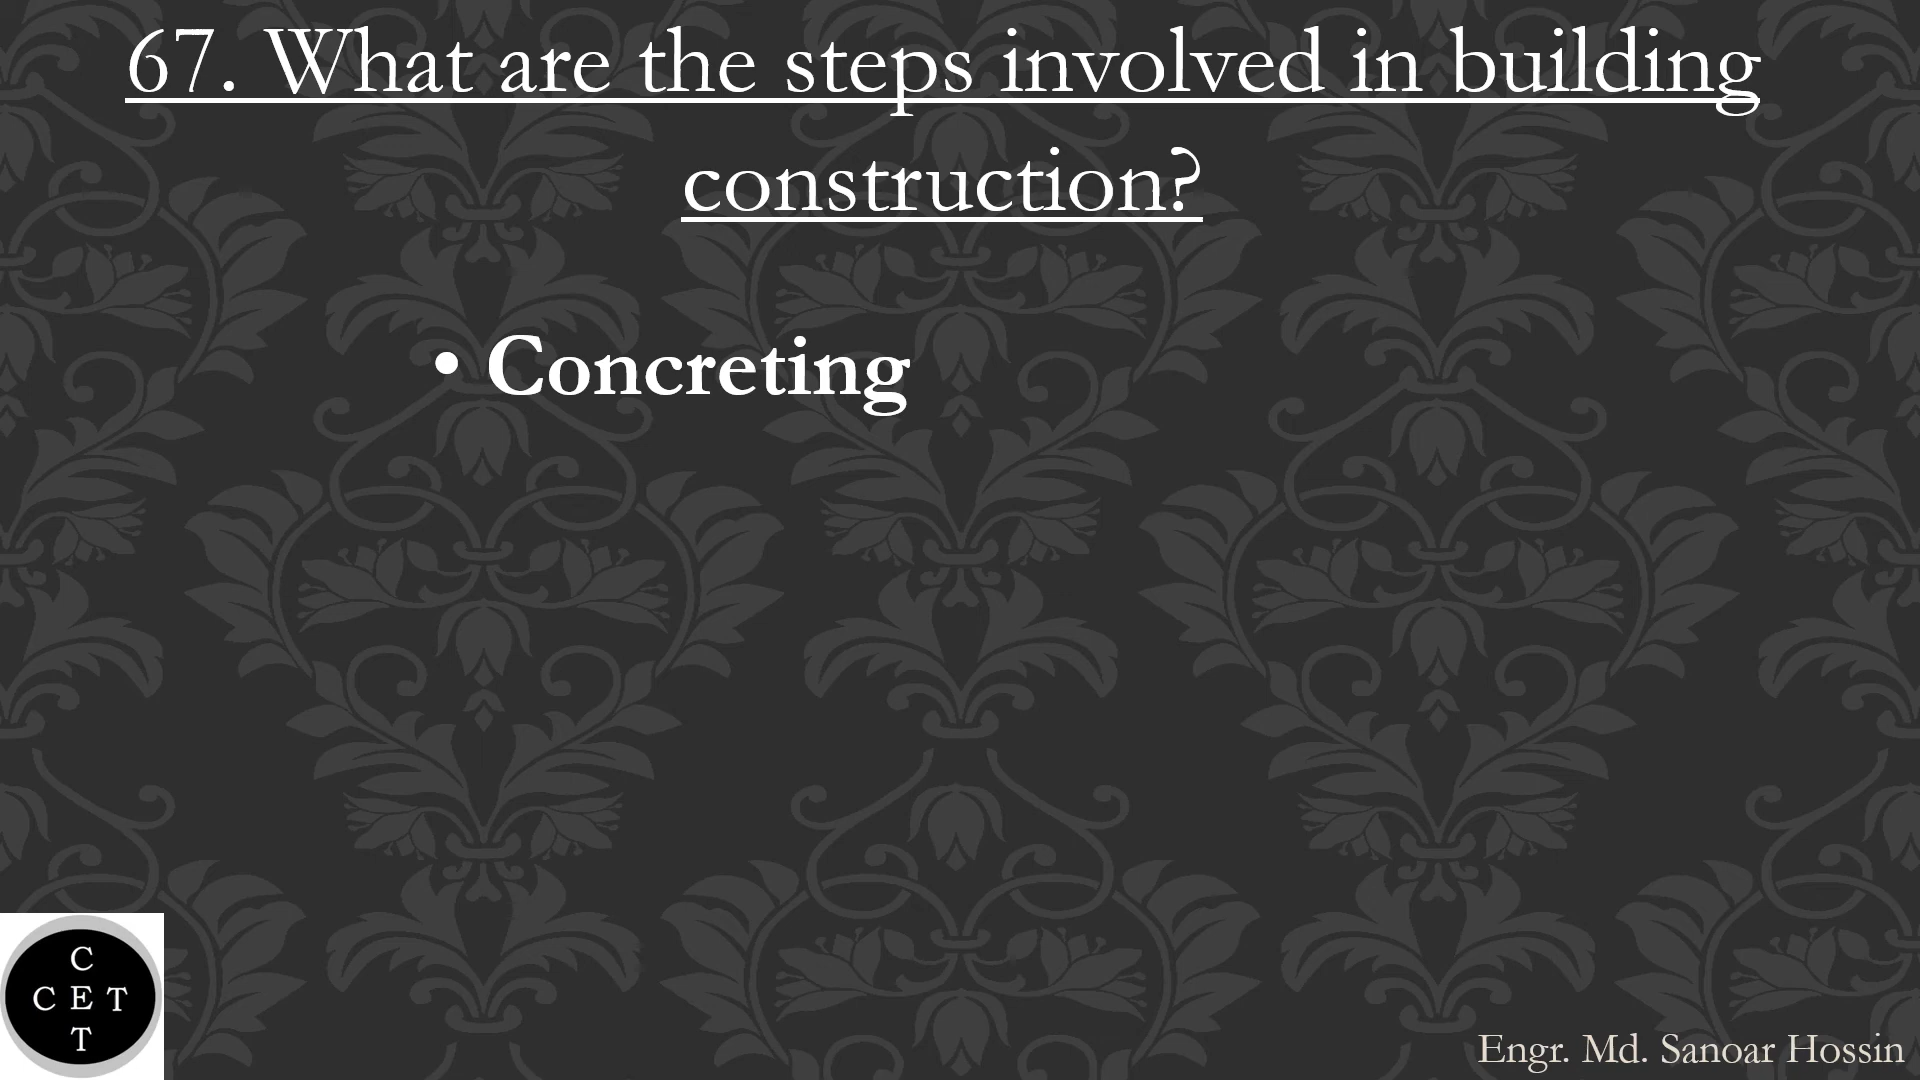 67. What are the steps involved in building
construction?
• Concreting
C
C E T
T
Engr. Md. Sanoar Hossin